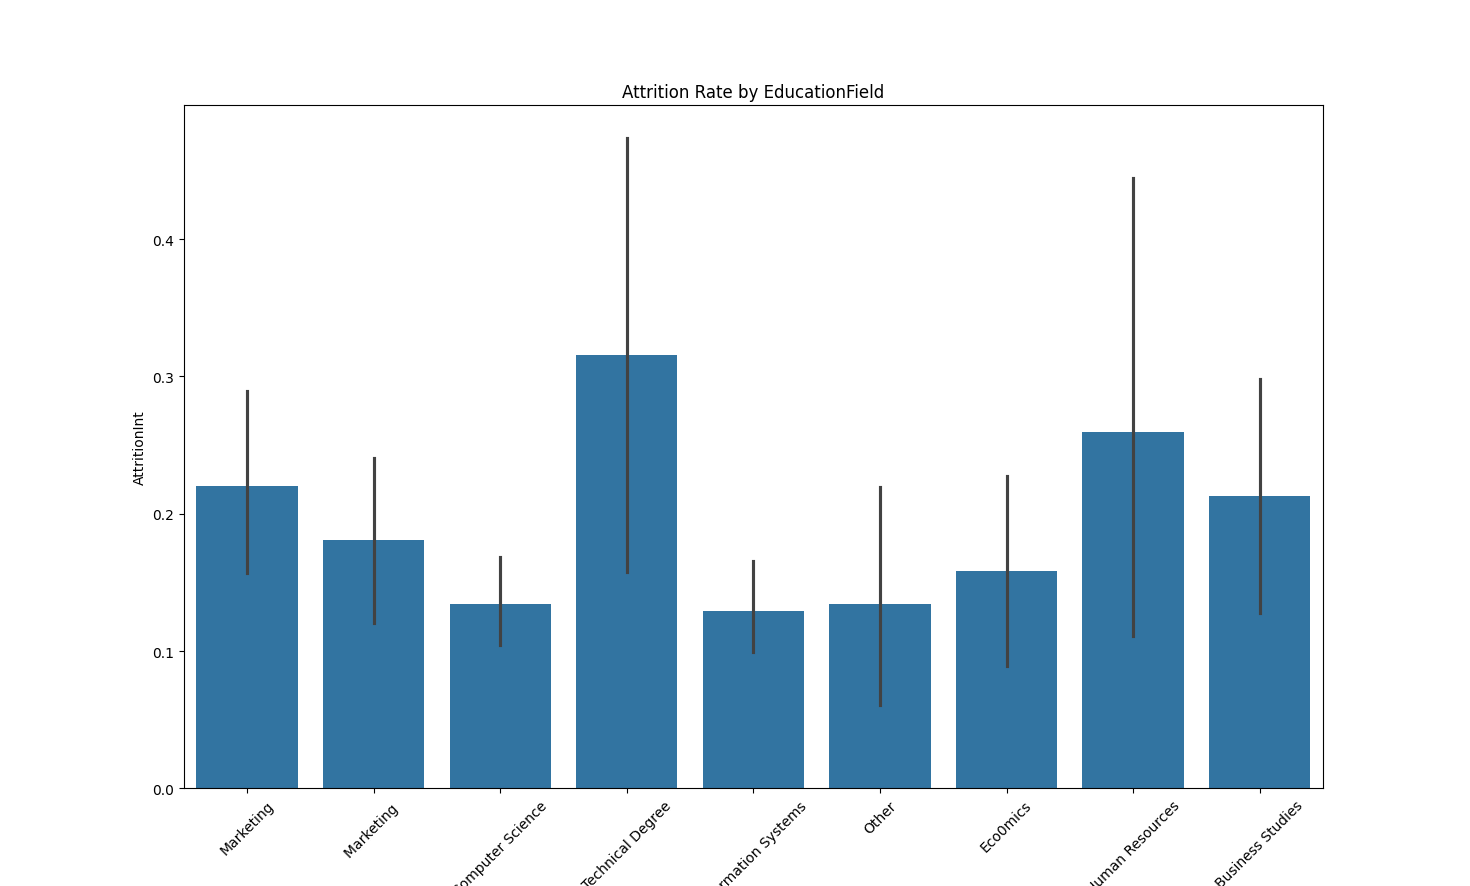 Attrition Rate by EducationField
AttritionInt
0.4
0.3
0.2
0.1
0.0
Marketing
Marketing
Computer Science
Technical Degree
rmation Systems
Other
Eco0mics
Human Resources
Business Studies